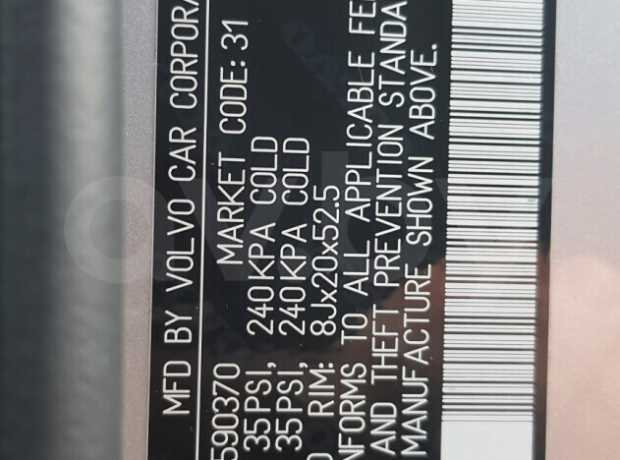 MFD BY VOLVO CAR CORPORA
590370 MARKET CODE: 31
35PSI, 240KPA COLD
35PSI, 240KPA COLD
RIM: 8Jx20x52.5
NFORMS TO ALL APPLICABLE FE
AND THEFT PREVENTION STANDA
MANUFACTURE SHOWN ABOVE.